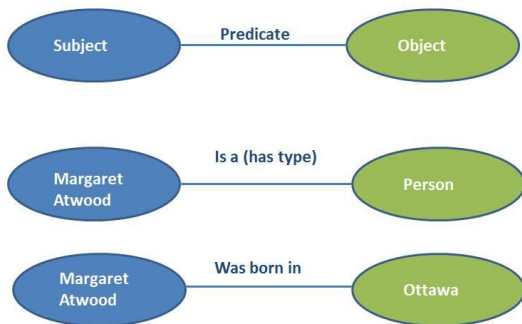 Subject
Predicate
Object
Margaret
Atwood
Is a (has type)
Person
Margaret
Atwood
Was born in
Ottawa